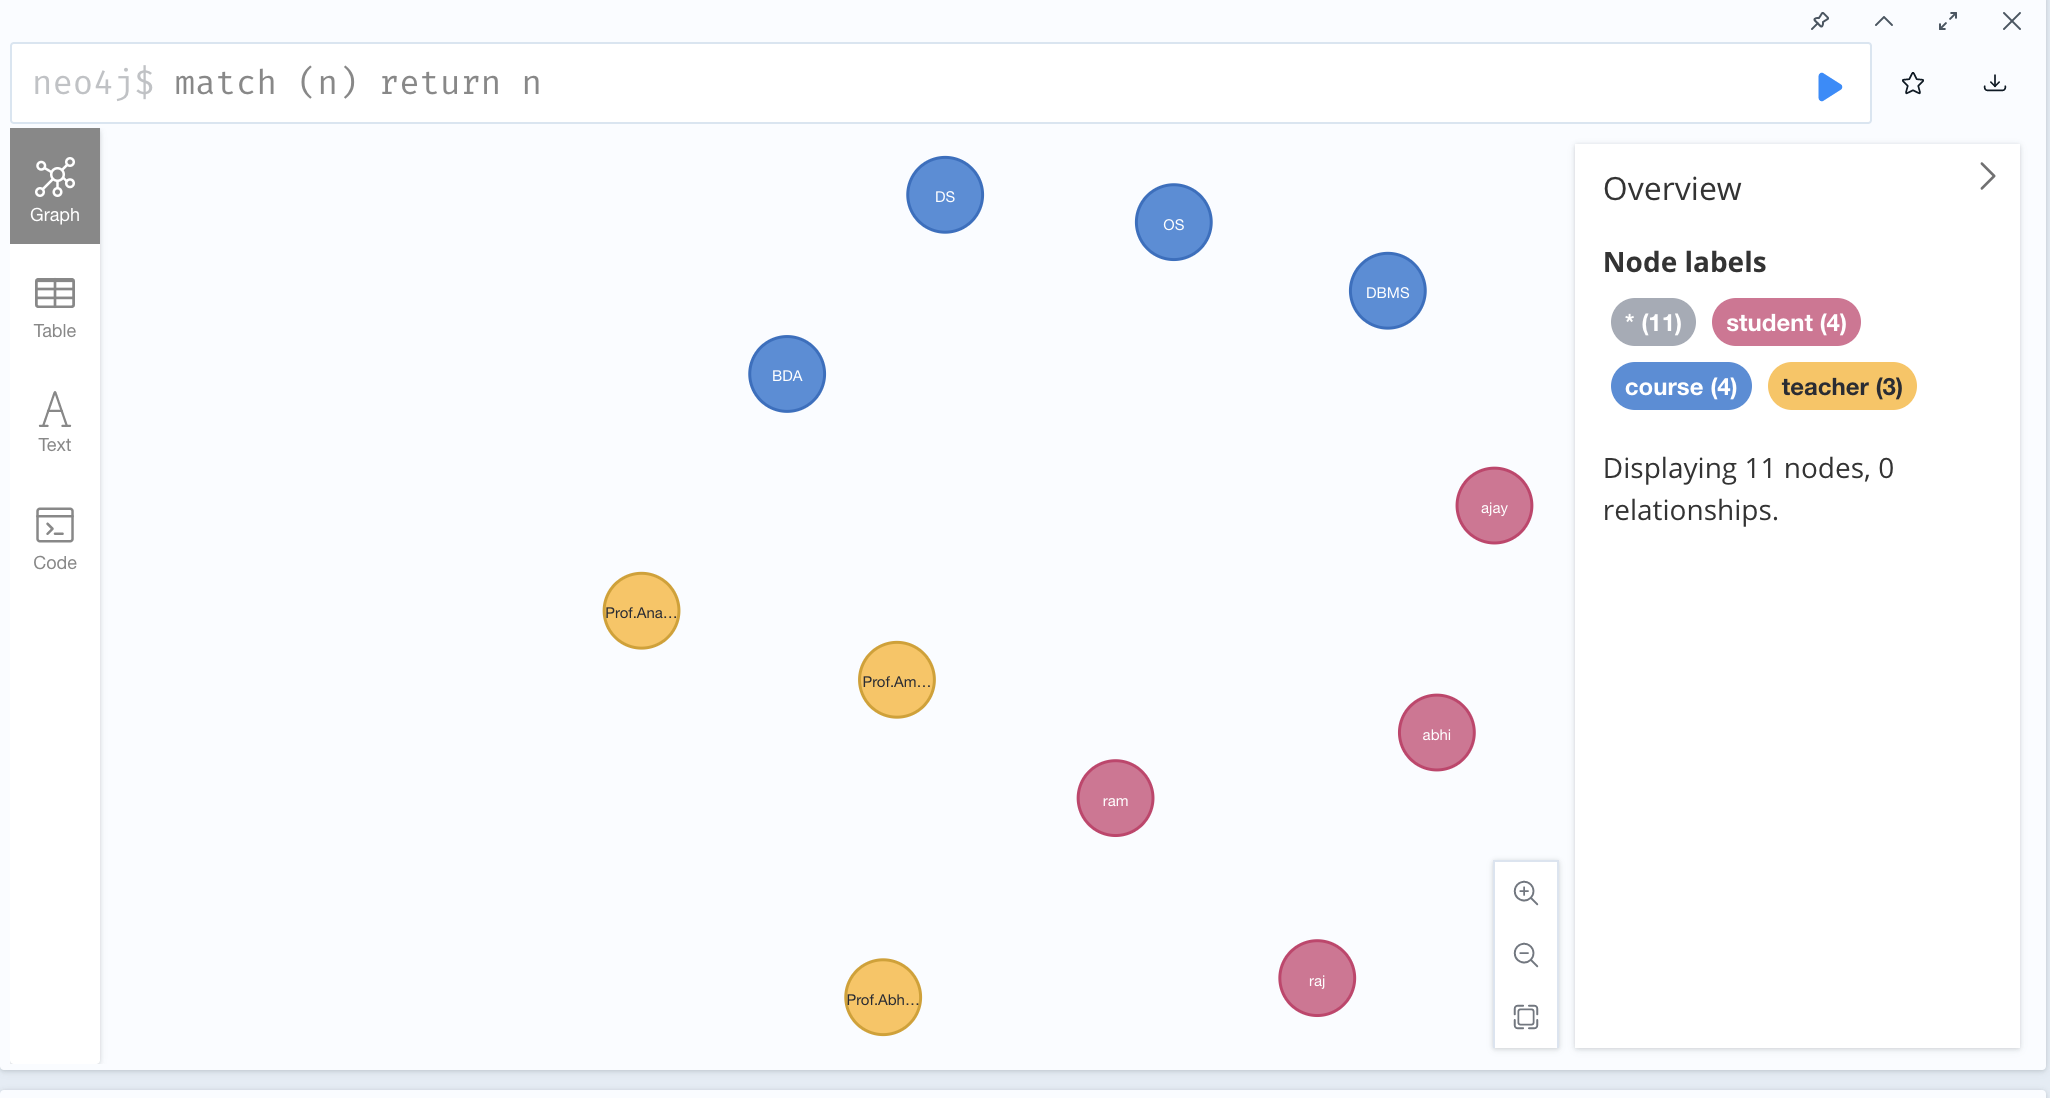 neo4j$ match (n) return n
Graph
Table
Text
Code
DS
OS
DBMS
BDA
ajay
Prof.Ana...
Prof.Am...
abhi
ram
raj
Prof.Abh...
Overview
Node labels
* (11) student (4)
course (4) teacher (3)
Displaying 11 nodes, 0
relationships.